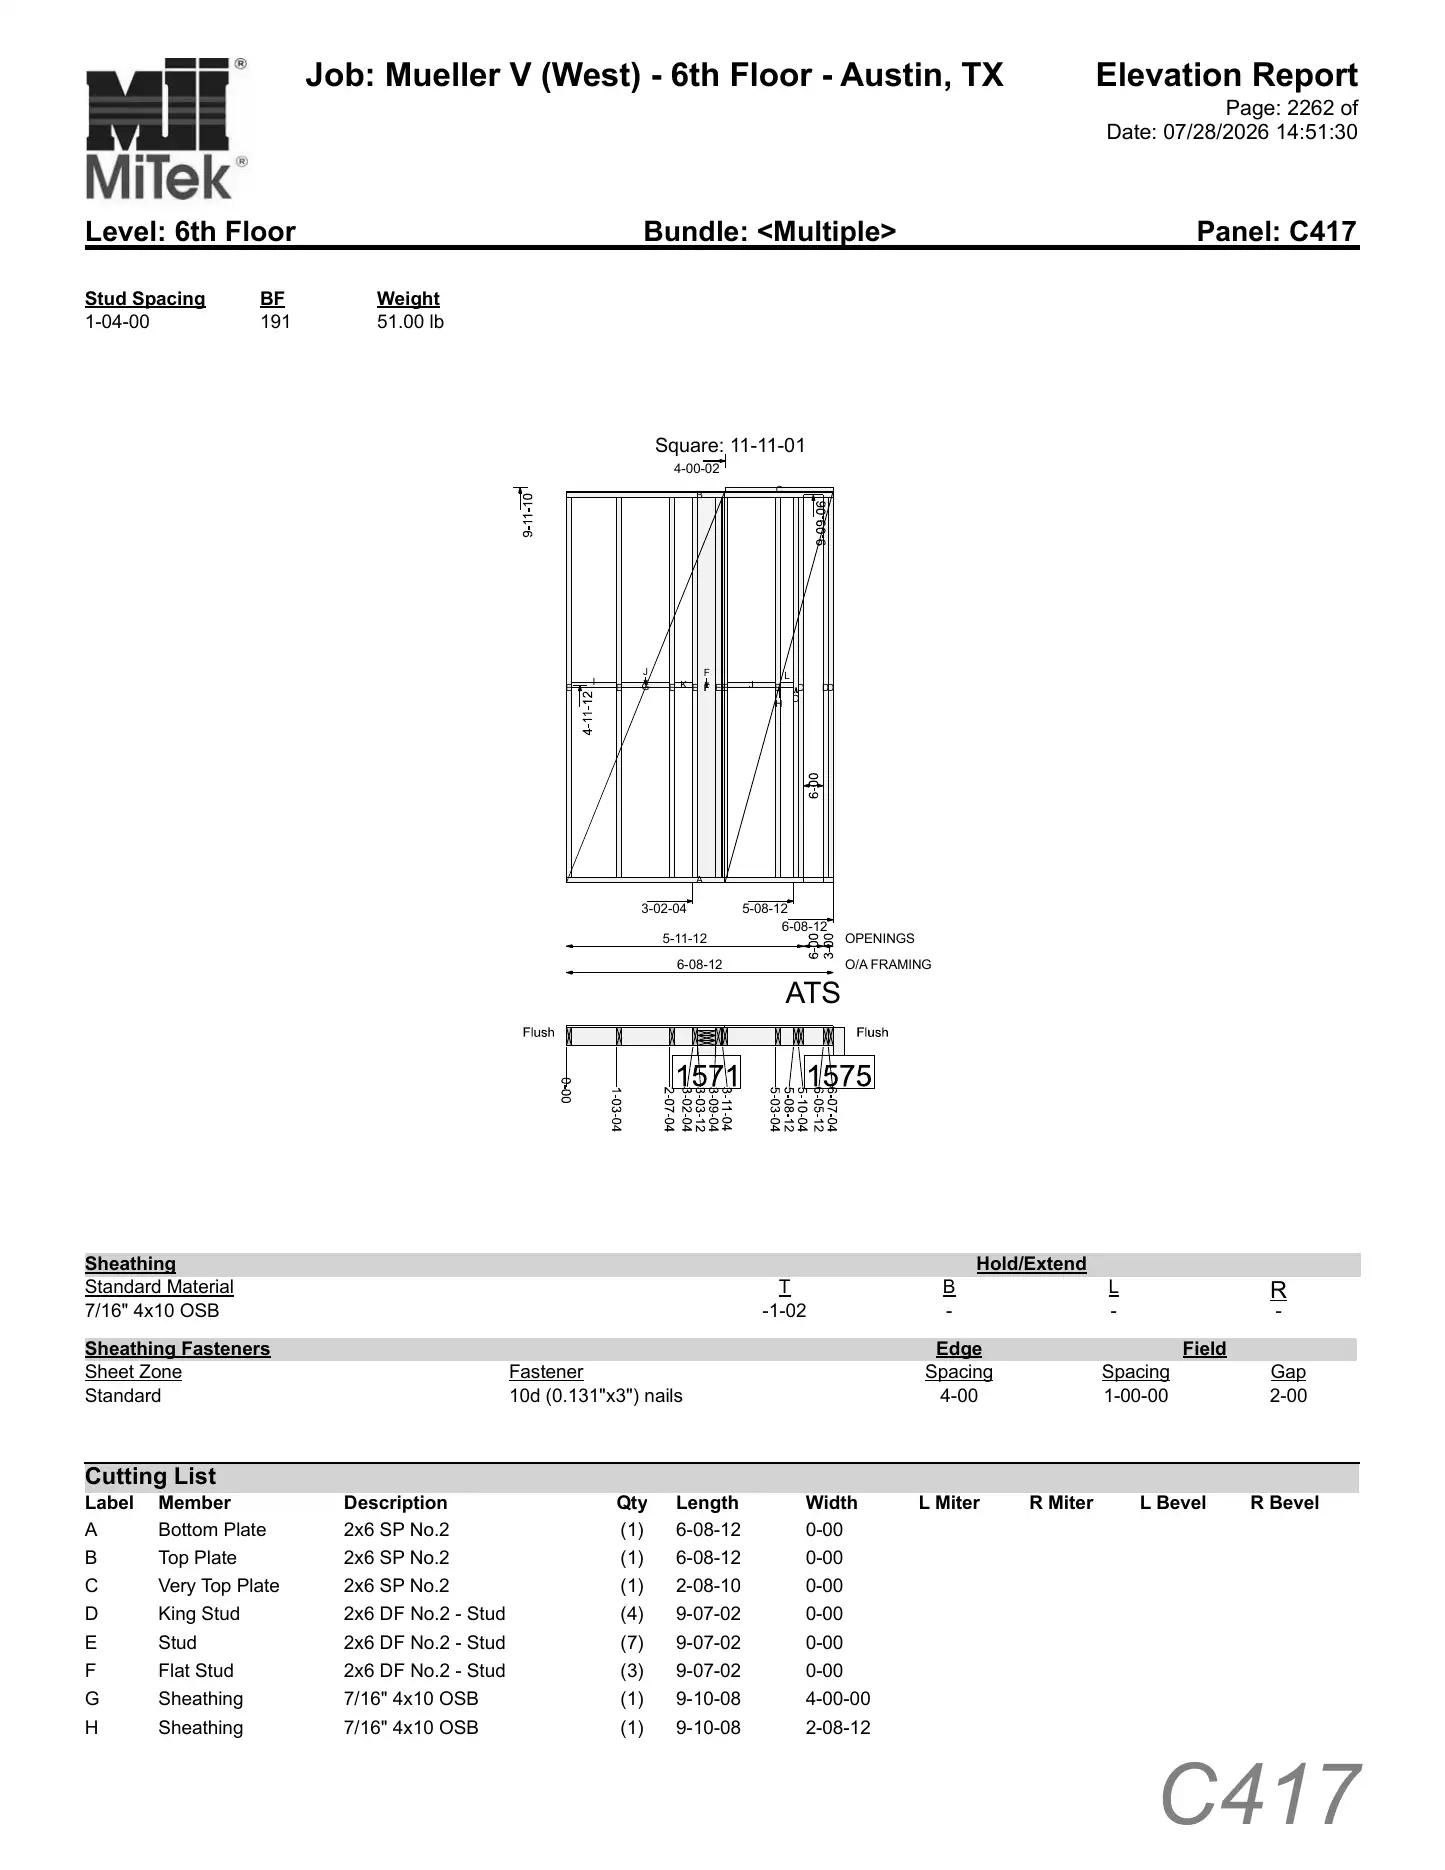 Job: Mueller V (West) - 6th Floor - Austin, TX
Elevation Report
Page: 2262 of
Date: 07/28/2026 14:51:30
MiTek®
Level: 6th Floor Bundle: <Multiple> Panel: C417
Stud Spacing BF Weight
1-04-00 191 51.00 lb
Square: 11-11-01
4-00-02
C
B
9-11-10
9-09-06
J F L
I G K J
H D
4-11-12
6-00
A
3-02-04 5-08-12
6-08-12
5-11-12 6-00 3-00 OPENINGS
6-08-12 O/A FRAMING
ATS
Flush Flush
1571 1575
0-00 1-03-04 2-07-04 3-02-04 3-03-12 3-09-04 3-11-04 5-03-04 5-08-12 5-10-04 6-05-12 6-07-04
Sheathing Hold/Extend
Standard Material T B L R
7/16" 4x10 OSB -1-02 - - -
Sheathing Fasteners Edge Field
Sheet Zone Fastener Spacing Spacing Gap
Standard 10d (0.131"x3") nails 4-00 1-00-00 2-00
Cutting List
Label Member Description Qty Length Width L Miter R Miter L Bevel R Bevel
A Bottom Plate 2x6 SP No.2 (1) 6-08-12 0-00
B Top Plate 2x6 SP No.2 (1) 6-08-12 0-00
C Very Top Plate 2x6 SP No.2 (1) 2-08-10 0-00
D King Stud 2x6 DF No.2 - Stud (4) 9-07-02 0-00
E Stud 2x6 DF No.2 - Stud (7) 9-07-02 0-00
F Flat Stud 2x6 DF No.2 - Stud (3) 9-07-02 0-00
G Sheathing 7/16" 4x10 OSB (1) 9-10-08 4-00-00
H Sheathing 7/16" 4x10 OSB (1) 9-10-08 2-08-12
C417